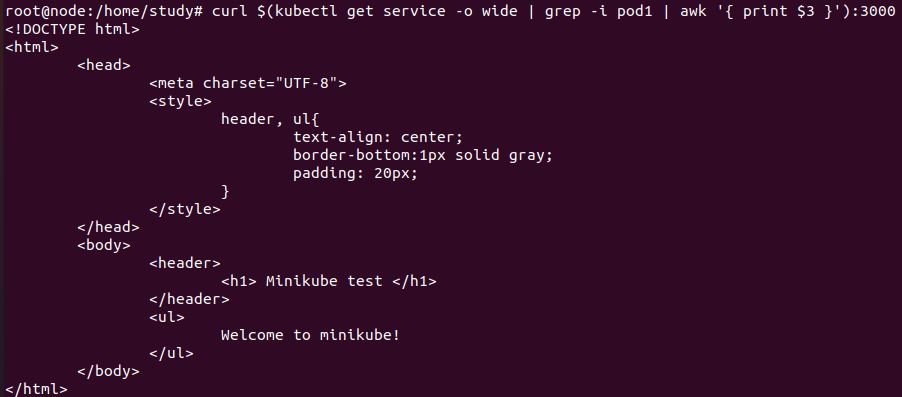 root@node:/home/study# curl $(kubectl get service -o wide | grep -i pod1 | awk '{ print $3 }'):3000
<!DOCTYPE html>
<html>
        <head>
                <meta charset="UTF-8">
                <style>
                        header, ul{
                                text-align: center;
                                border-bottom:1px solid gray;
                                padding: 20px;
                        }
                </style>
        </head>
        <body>
                <header>
                        <h1> Minikube test </h1>
                </header>
                <ul>
                        Welcome to minikube!
                </ul>
        </body>
</html>